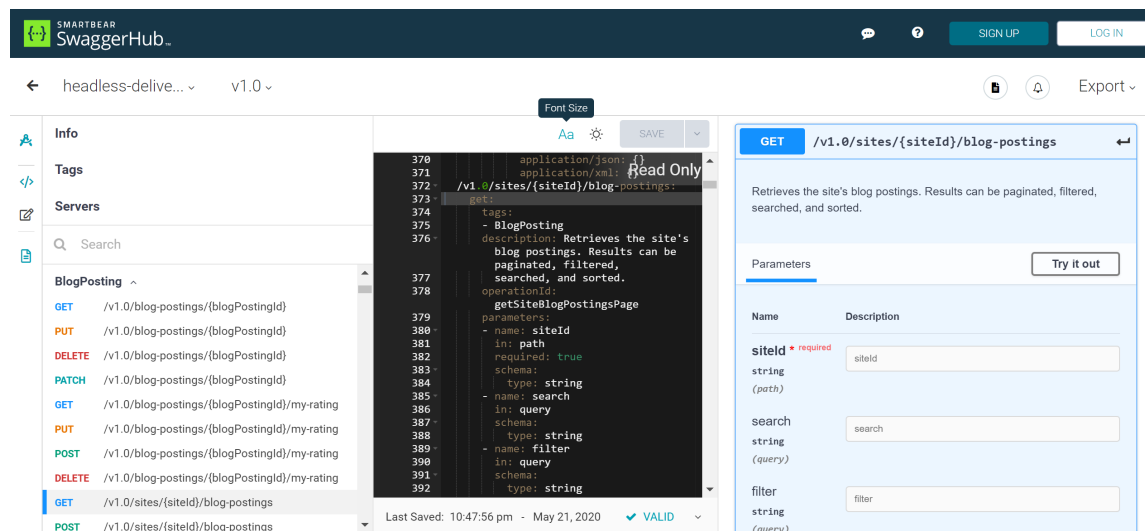 SMARTBEAR
SwaggerHub™
SIGN UP
LOG IN
headless-delive...
v1.0
Export
Font Size
Aa
SAVE
Info
Tags
Servers
Search
BlogPosting
GET /v1.0/blog-postings/{blogPostingId}
PUT /v1.0/blog-postings/{blogPostingId}
DELETE /v1.0/blog-postings/{blogPostingId}
PATCH /v1.0/blog-postings/{blogPostingId}
GET /v1.0/blog-postings/{blogPostingId}/my-rating
PUT /v1.0/blog-postings/{blogPostingId}/my-rating
POST /v1.0/blog-postings/{blogPostingId}/my-rating
DELETE /v1.0/blog-postings/{blogPostingId}/my-rating
GET /v1.0/sites/{siteId}/blog-postings
POST /v1.0/sites/{siteId}/blog-postings
Read Only
370 application/json: {}
371 application/xml: {}
372 /v1.0/sites/{siteId}/blog-postings:
373 get:
374 tags:
375 - BlogPosting
376 description: Retrieves the site's
blog postings. Results can be
paginated, filtered,
377 searched, and sorted.
378 operationId:
getSiteBlogPostingsPage
379 parameters:
380 - name: siteId
381 in: path
382 required: true
383 schema:
384 type: string
385 - name: search
386 in: query
387 schema:
388 type: string
389 - name: filter
390 in: query
391 schema:
392 type: string
Last Saved: 10:47:56 pm - May 21, 2020
VALID
GET /v1.0/sites/{siteId}/blog-postings
Retrieves the site's blog postings. Results can be paginated, filtered,
searched, and sorted.
Parameters
Try it out
Name Description
siteId * required
string
(path)
siteId
search
string
(query)
search
filter
string
(query)
filter